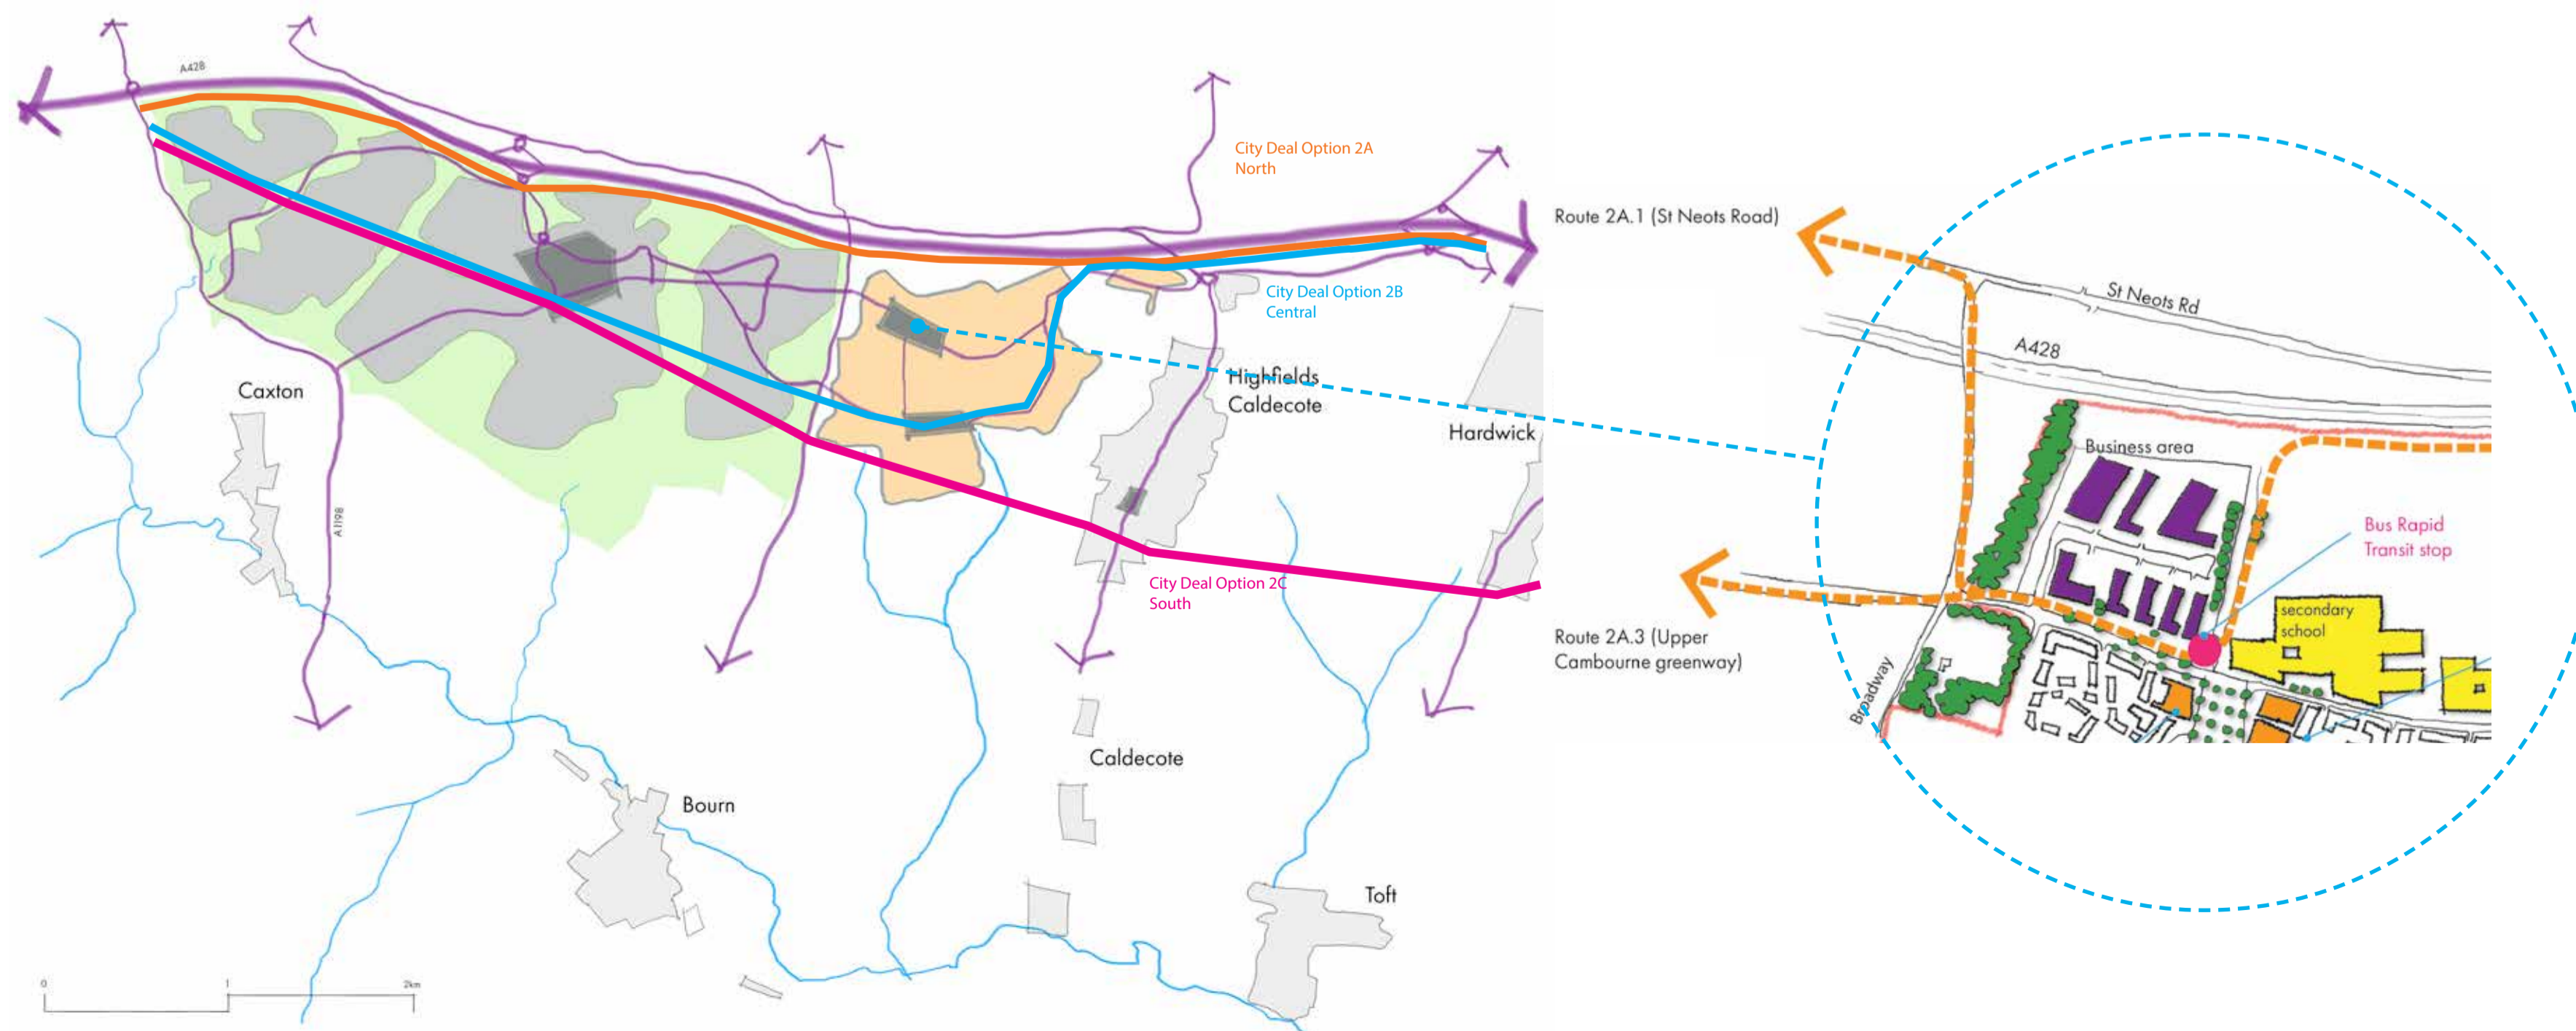 A428
City Deal Option 2A
North
City Deal Option 2B
Central
Highfields
Caldecote
Hardwick
Caxton
A1198
City Deal Option 2C
South
Caldecote
Bourn
Toft
0 1 2km
Route 2A.1 (St Neots Road)
St Neots Rd
A428
Business area
Bus Rapid
Transit stop
secondary
school
Route 2A.3 (Upper
Cambourne greenway)
Broadway